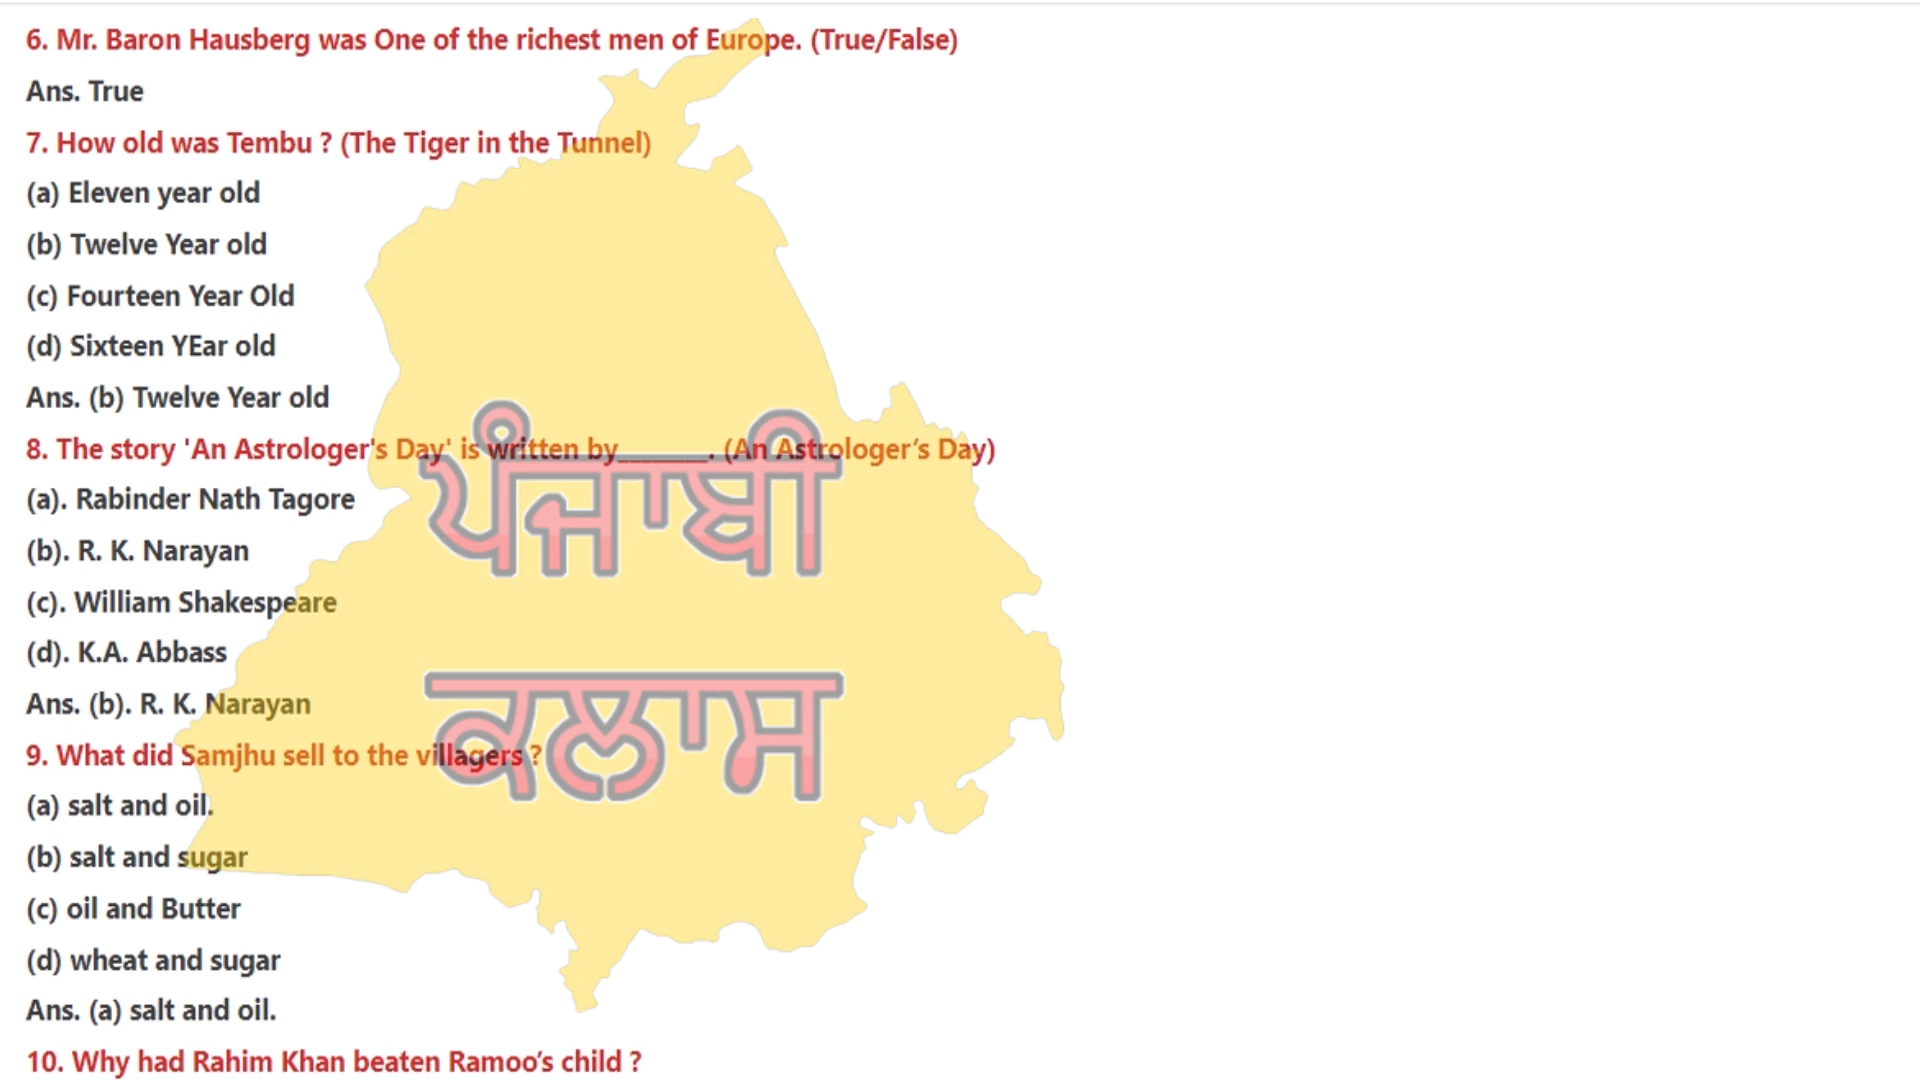 6. Mr. Baron Hausberg was One of the richest men of Europe. (True/False)
Ans. True
7. How old was Tembu ? (The Tiger in the Tunnel)
(a) Eleven year old
(b) Twelve Year old
(c) Fourteen Year Old
(d) Sixteen YEar old
Ans. (b) Twelve Year old
8. The story 'An Astrologer's Day' is written by________. (An Astrologer’s Day)
(a). Rabinder Nath Tagore
(b). R. K. Narayan
(c). William Shakespeare
(d). K.A. Abbass
Ans. (b). R. K. Narayan
9. What did Samjhu sell to the villagers ?
(a) salt and oil.
(b) salt and sugar
(c) oil and Butter
(d) wheat and sugar
Ans. (a) salt and oil.
10. Why had Rahim Khan beaten Ramoo’s child ?
ਪੰਜਾਬੀ
ਕਲਾਸ